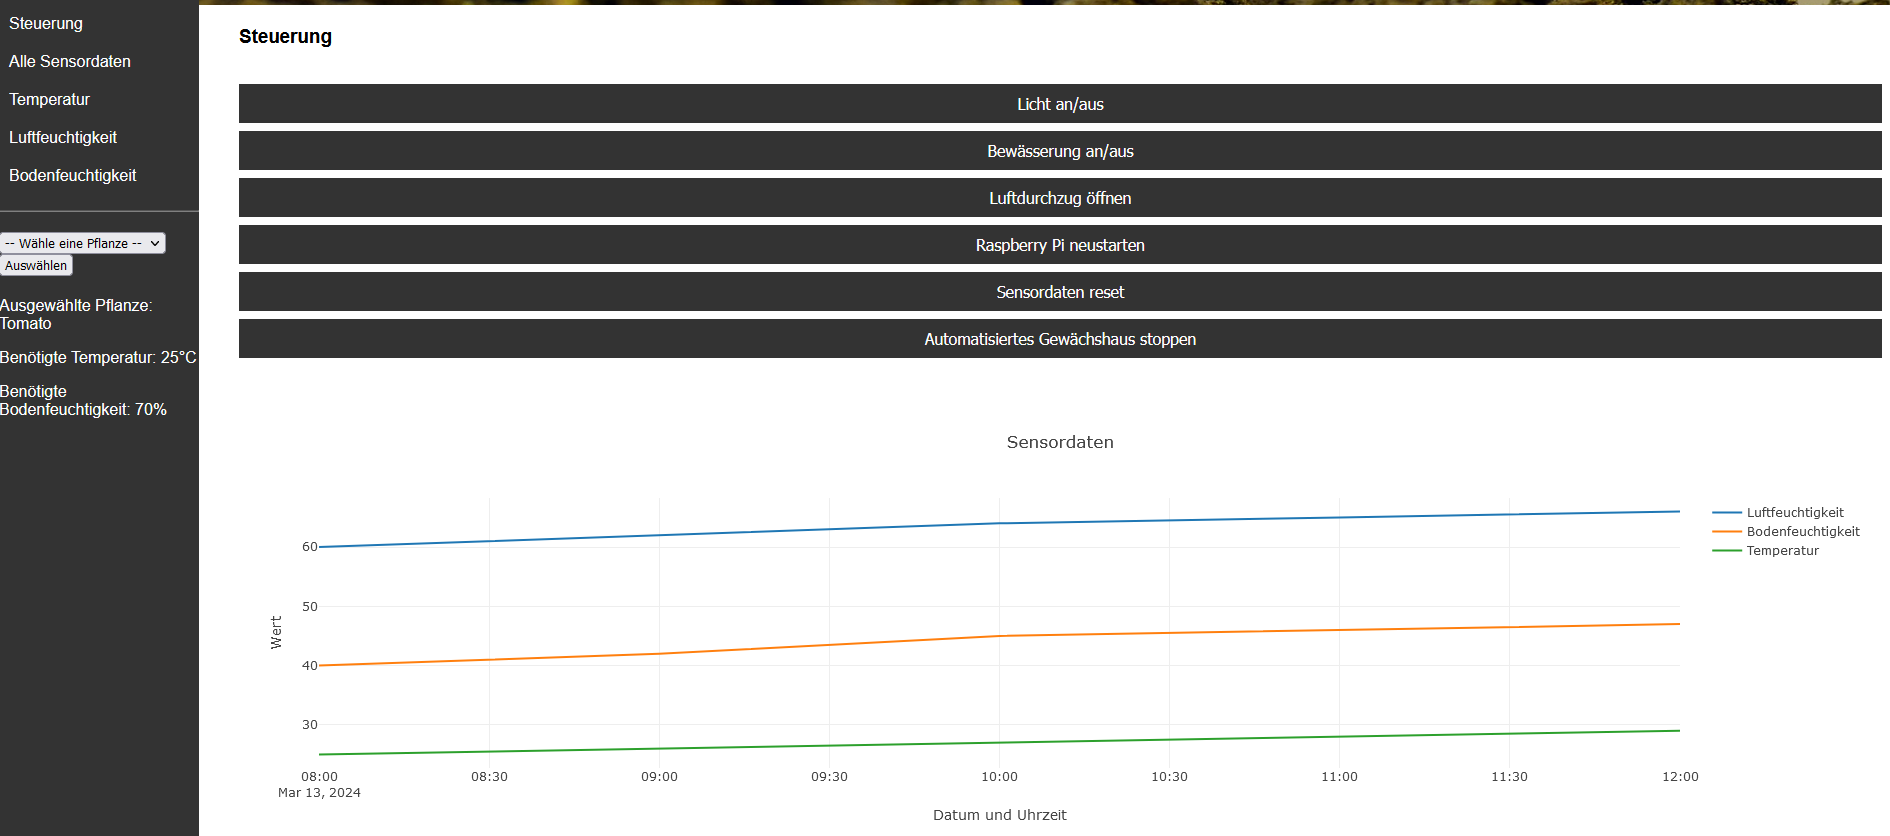 Steuerung
Alle Sensordaten
Temperatur
Luftfeuchtigkeit
Bodenfeuchtigkeit
-- Wähle eine Pflanze --
Auswählen
Ausgewählte Pflanze:
Tomato
Benötigte Temperatur: 25°C
Benötigte
Bodenfeuchtigkeit: 70%
Steuerung
Licht an/aus
Bewässerung an/aus
Luftdurchzug öffnen
Raspberry Pi neustarten
Sensordaten reset
Automatisiertes Gewächshaus stoppen
Sensordaten
Luftfeuchtigkeit
Bodenfeuchtigkeit
Temperatur
Wert
60
50
40
30
08:00 08:30 09:00 09:30 10:00 10:30 11:00 11:30 12:00
Mar 13, 2024
Datum und Uhrzeit